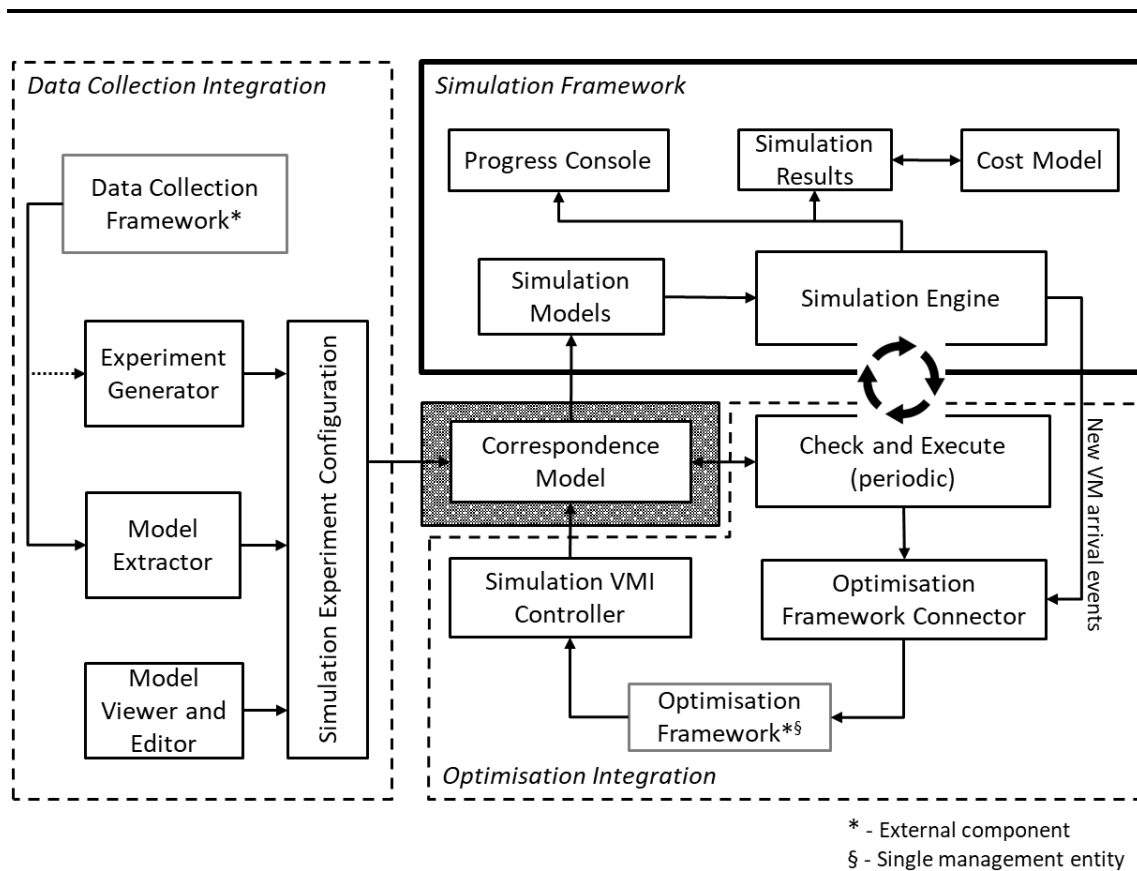 Data Collection Integration
Data Collection
Framework*
Experiment
Generator
Model
Extractor
Model
Viewer and
Editor
Simulation Experiment Configuration
Simulation Framework
Progress Console
Simulation
Results
Cost Model
Simulation
Models
Simulation Engine
Correspondence
Model
Check and Execute
(periodic)
New VM arrival events
Simulation VMI
Controller
Optimisation
Framework Connector
Optimisation
Framework*§
Optimisation Integration
* - External component
§ - Single management entity